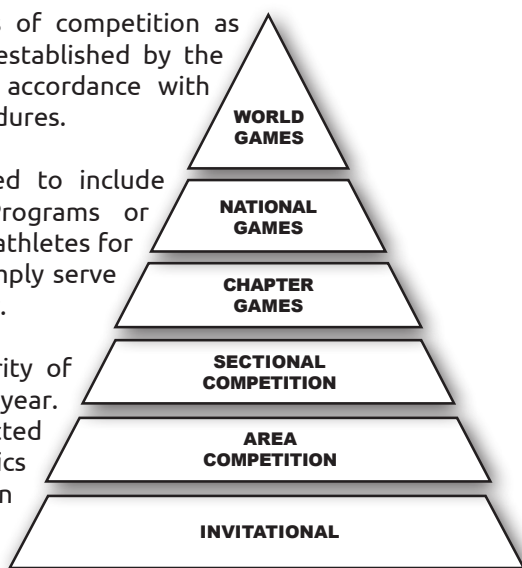 s of competition as
established by the
accordance with
dures.
ed to include
Programs or
athletes for
mply serve
.
rity of
year.
cted
ics
n
WORLD
GAMES
NATIONAL
GAMES
CHAPTER
GAMES
SECTIONAL
COMPETITION
AREA
COMPETITION
INVITATIONAL